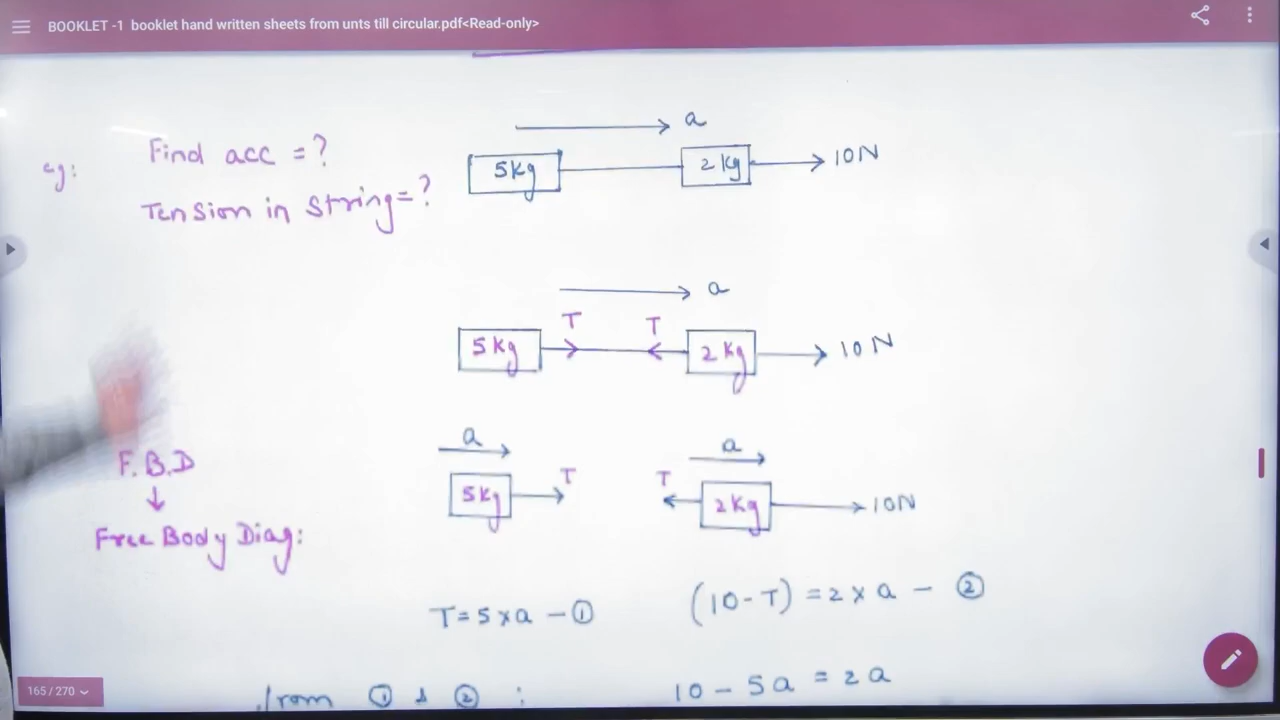 BOOKLET -1 booklet hand written sheets from unts till circular.pdf<Read-only>
eg: Find acc = ?
Tension in string = ?
a
5kg 2kg 10N
a
T T
5kg 2kg 10N
a a
F.B.D
5kg T T 2kg 10N
Free Body Diag:
T = 5 x a - ①
(10 - T) = 2 x a - ②
165 / 270
from ① & ② :
10 - 5a = 2a